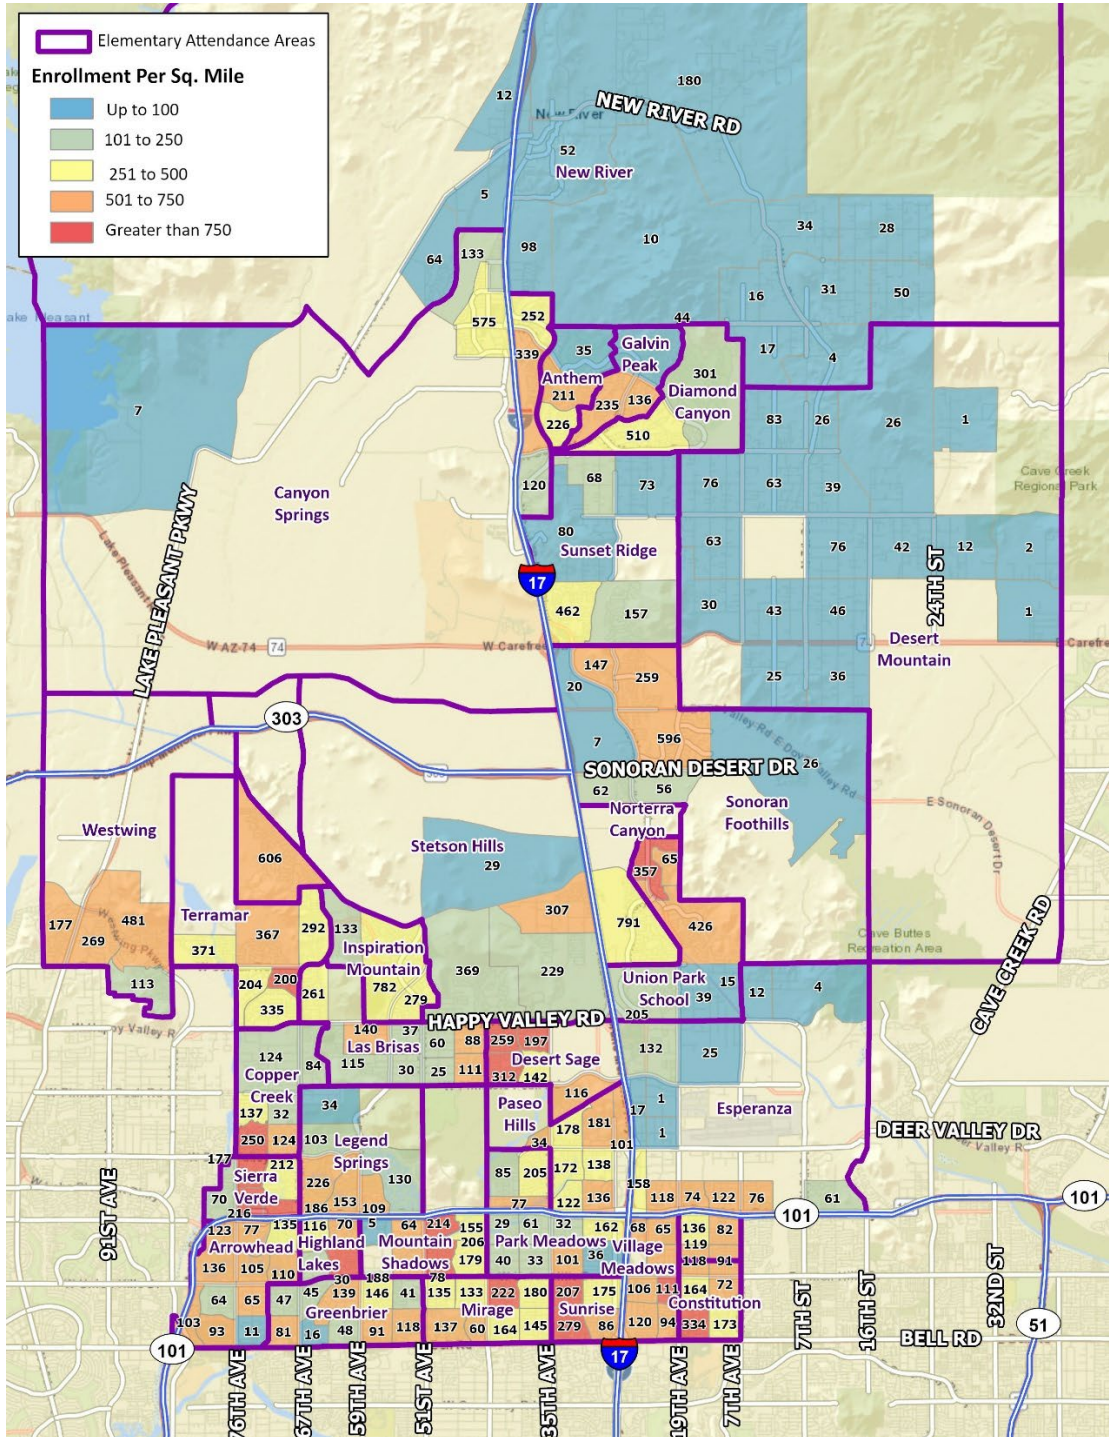 Elementary Attendance Areas
Enrollment Per Sq. Mile
Up to 100
101 to 250
251 to 500
501 to 750
Greater than 750
180
12
NEW RIVER RD
New River
52
New River
5
34
28
98
10
64
133
16
31
50
575
252
44
339
35
Galvin
Peak
17
4
301
Anthem
211
235
136
Diamond
Canyon
226
510
7
83
26
26
1
Canyon
Springs
120
68
73
76
63
39
Cave Creek
Regional Park
LAKE PLEASANT PKWY
80
Sunset Ridge
63
76
42
12
2
17
24TH ST
462
157
30
43
46
1
W AZ-74
74
W Carefree
Desert
Mountain
147
20
259
25
36
303
7
596
26
SONORAN DESERT DR
62
56
E Sonoran Desert Dr
Westwing
Norterra
Canyon
Sonoran
Foothills
Stetson Hills
29
606
357
65
177
481
269
Terramar
367
371
292
133
307
791
426
Cave Buttes
Recreation Area
Inspiration
Mountain
782
279
369
229
113
204
200
335
261
Union Park
School
15
39
205
12
4
CAVE CREEK RD
HAPPY VALLEY RD
140
37
60
88
259
197
Las Brisas
115
30
25
111
312
142
Desert Sage
132
25
124
84
Copper
Creek
137
32
34
250
124
103
Legend
Springs
Paseo
Hills
34
116
178
181
101
17
1
1
Esperanza
DEER VALLEY DR
177
212
Sierra
Verde
70
216
226
153
186
109
130
85
205
77
172
138
122
136
158
118
74
122
76
61
101
101
91ST AVE
123
77
135
Arrowhead
136
105
110
116
70
Highland
Lakes
30
5
64
214
Mountain
Shadows
188
78
155
206
179
29
61
32
Park Meadows
40
33
101
36
162
68
65
Village
Meadows
136
82
119
118
91
64
65
103
93
11
47
45
139
146
41
Greenbrier
81
16
48
91
118
135
133
222
180
Mirage
137
60
164
145
207
175
Sunrise
279
86
106
111
120
94
164
72
Constitution
334
173
101
17
BELL RD
51
76TH AVE
67TH AVE
59TH AVE
51ST AVE
35TH AVE
19TH AVE
7TH AVE
7TH ST
16TH ST
32ND ST